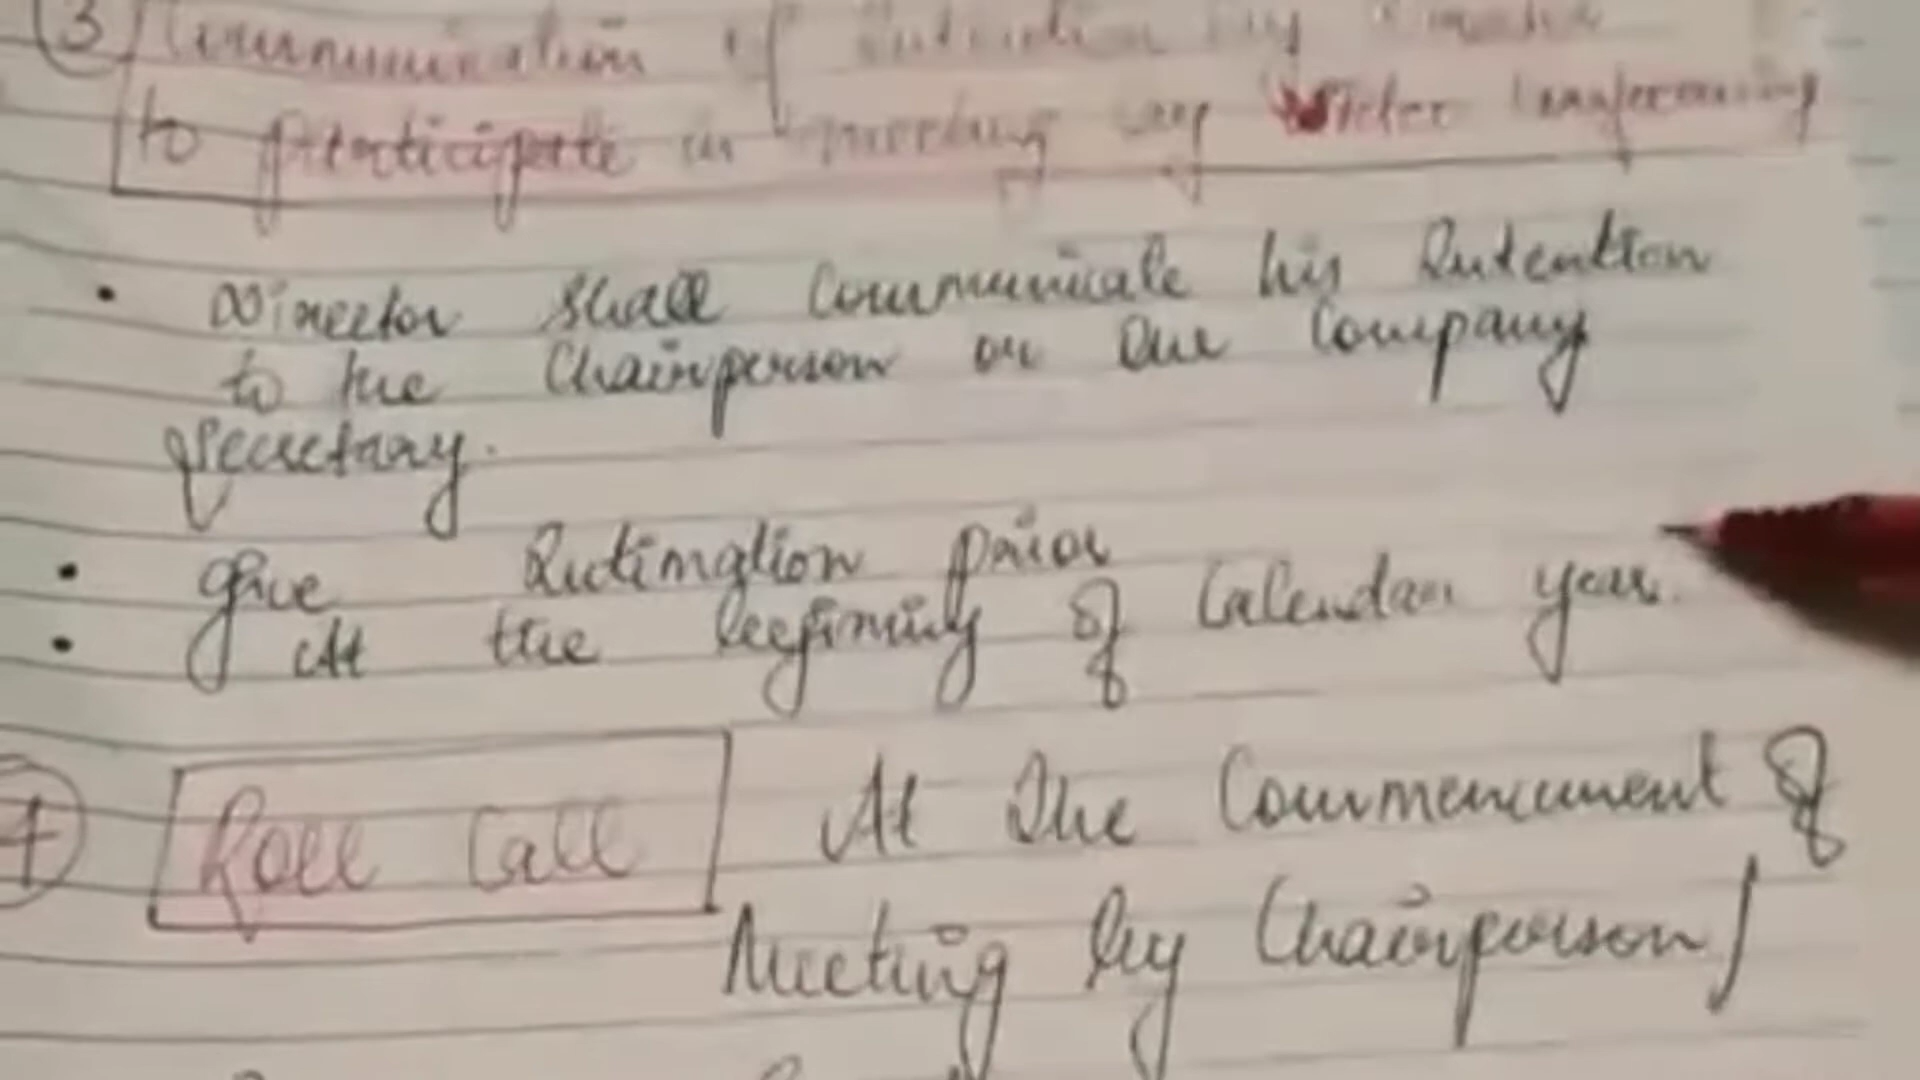 ③ Communication of Intention by
to participate in meeting by Video Conferencing
• Director shall Communicate his Intention
to the Chairperson or the Company
Secretary.
• give Intimation prior
• At the beginning of Calendar year.
④ Roll Call At the Commencement of
Meeting by Chairperson /